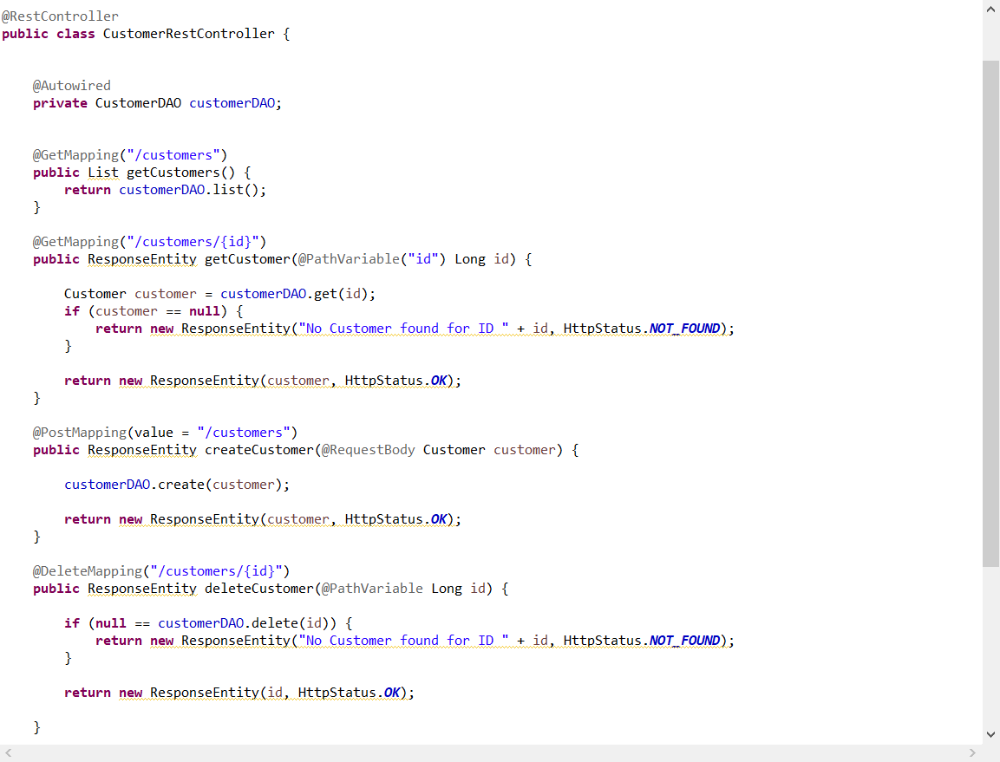 @RestController
public class CustomerRestController {
@Autowired
private CustomerDAO customerDAO;
@GetMapping("/customers")
public List getCustomers() {
return customerDAO.list();
}
@GetMapping("/customers/{id}")
public ResponseEntity getCustomer(@PathVariable("id") Long id) {
Customer customer = customerDAO.get(id);
if (customer == null) {
return new ResponseEntity("No Customer found for ID " + id, HttpStatus.NOT_FOUND);
}
return new ResponseEntity(customer, HttpStatus.OK);
}
@PostMapping(value = "/customers")
public ResponseEntity createCustomer(@RequestBody Customer customer) {
customerDAO.create(customer);
return new ResponseEntity(customer, HttpStatus.OK);
}
@DeleteMapping("/customers/{id}")
public ResponseEntity deleteCustomer(@PathVariable Long id) {
if (null == customerDAO.delete(id)) {
return new ResponseEntity("No Customer found for ID " + id, HttpStatus.NOT_FOUND);
}
return new ResponseEntity(id, HttpStatus.OK);
}